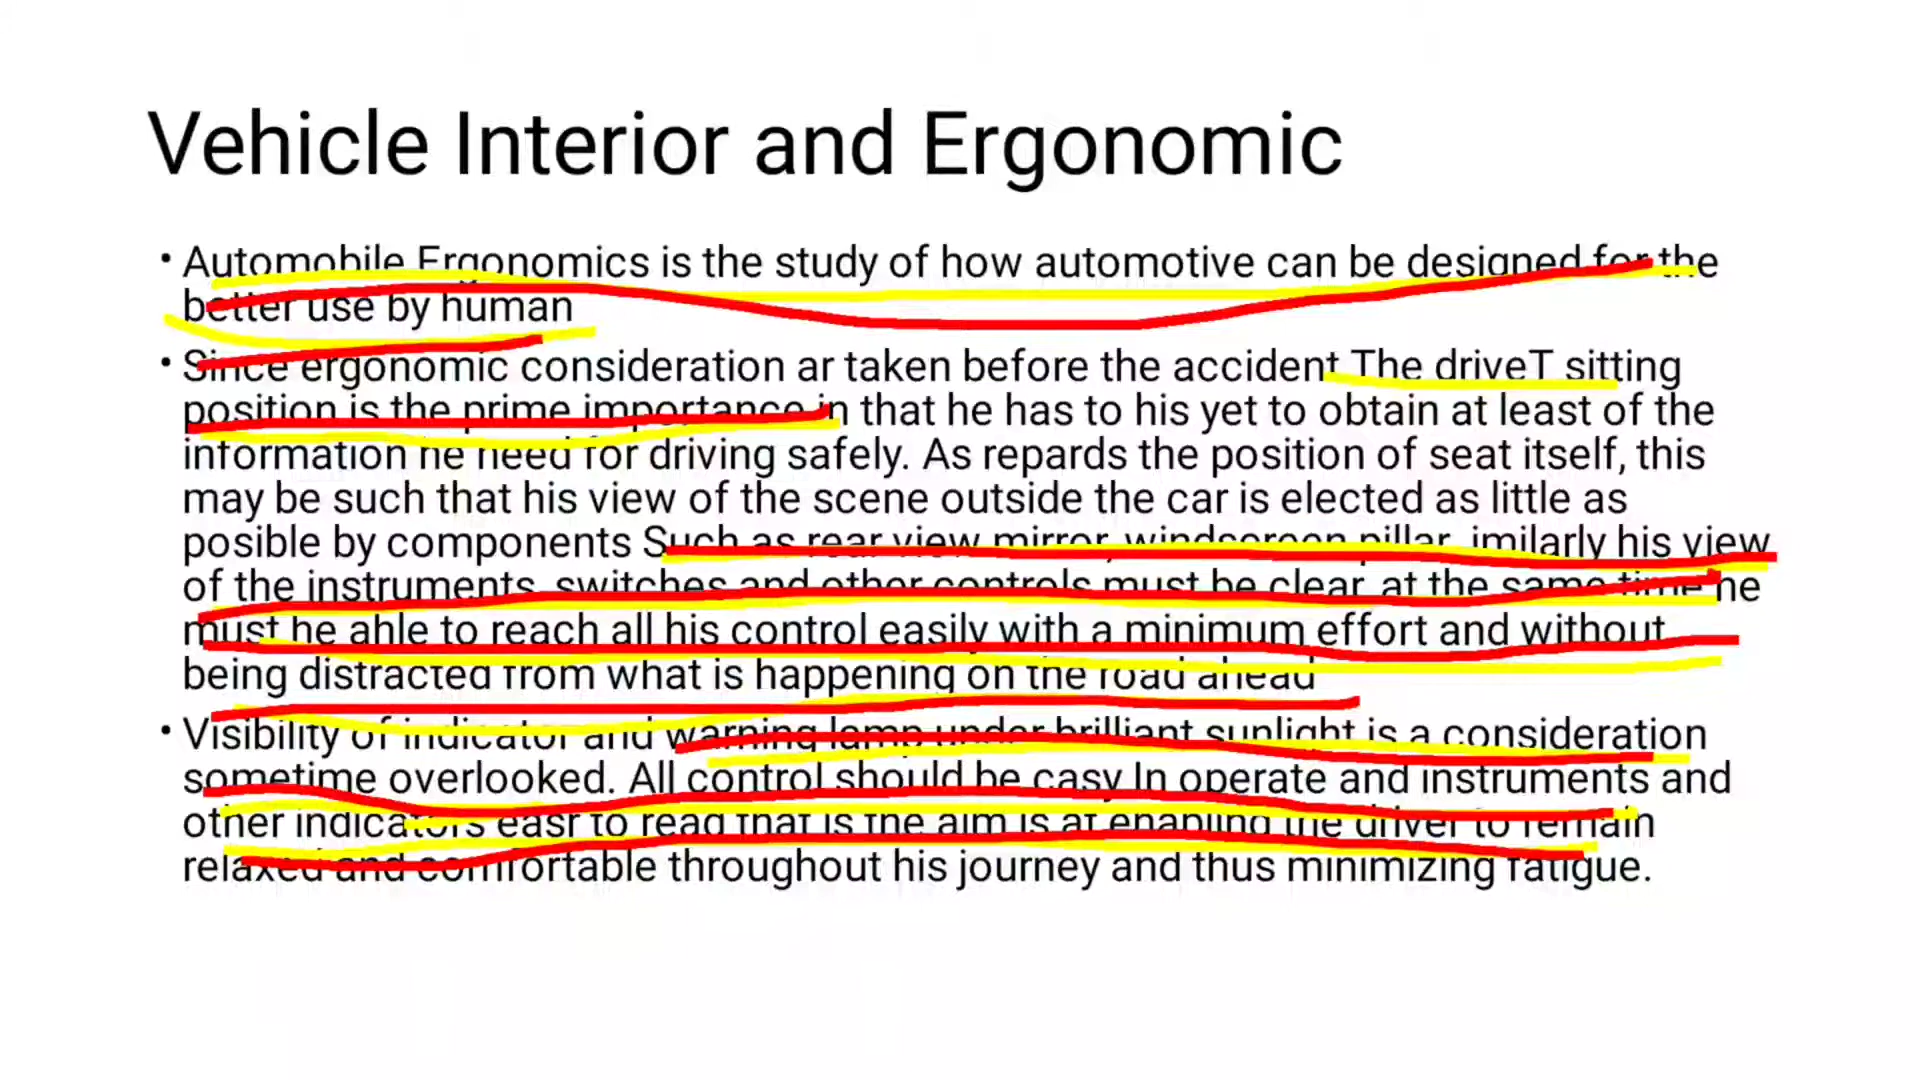 Vehicle Interior and Ergonomic
• Automobile Ergonomics is the study of how automotive can be designed for the
better use by human
• Since ergonomic consideration ar taken before the accident The driveT sitting
position is the prime importance in that he has to his yet to obtain at least of the
information he need for driving safely. As repards the position of seat itself, this
may be such that his view of the scene outside the car is elected as little as
posible by components Such as rear view mirror, windscreen pillar, imilarly his view
of the instruments, switches and other controls must be clear, at the same time he
must he ahle to reach all his control easily with a minimum effort and without
being distracted from what is happening on the road ahead
• Visibility of indicator and warning lamp under brilliant sunlight is a consideration
sometime overlooked. All control should be casy In operate and instruments and
other indicators easr to read that is the aim is at enabling the driver to remain
relaxed and comfortable throughout his journey and thus minimizing fatigue.